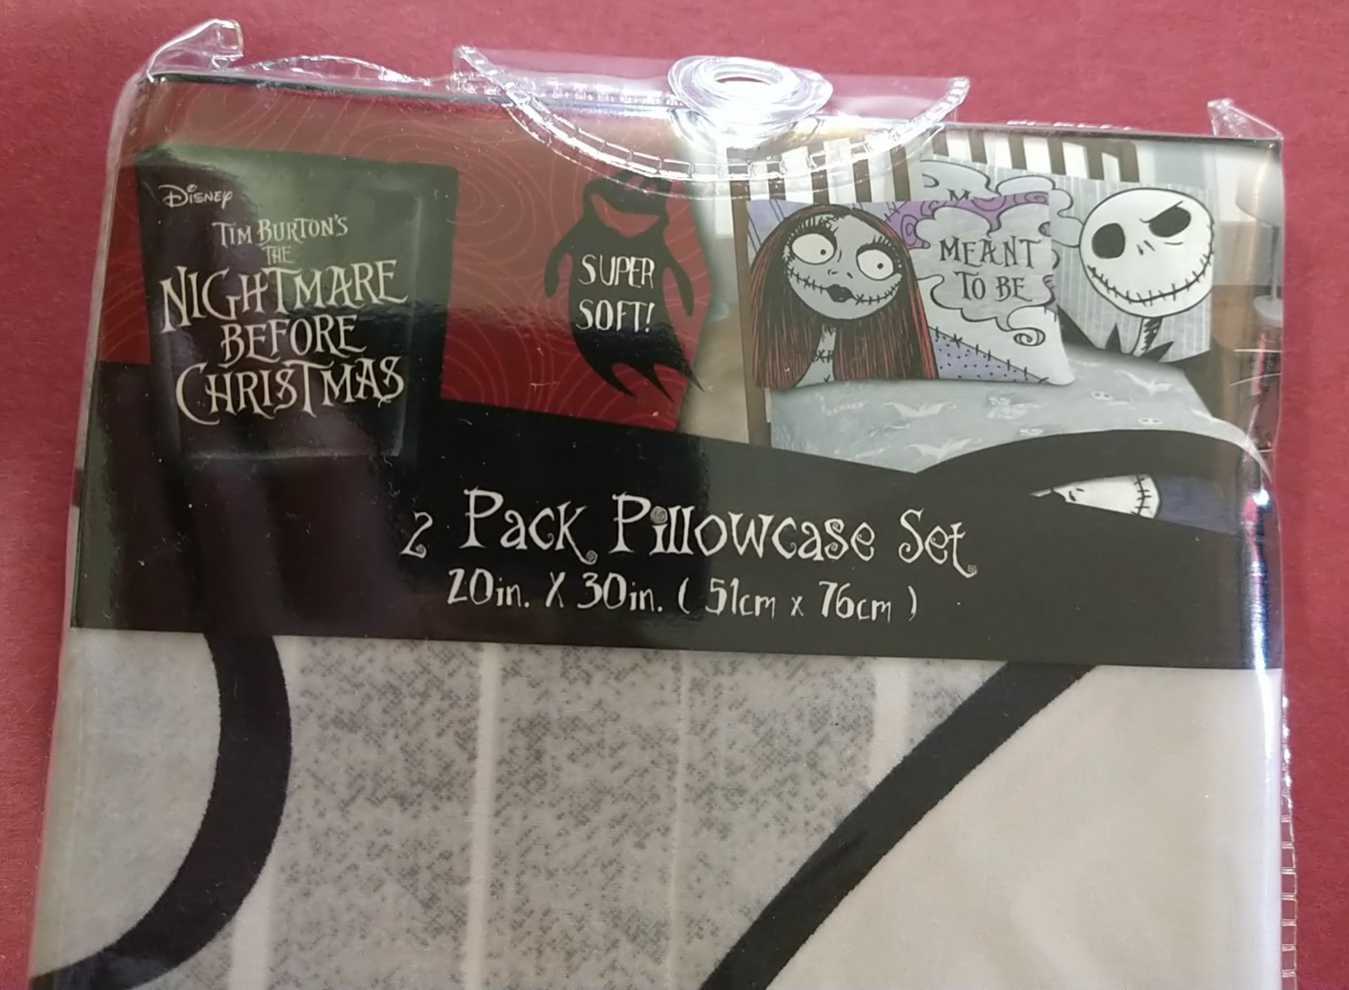 Disney
TIM BURTON'S
THE
NIGHTMARE
BEFORE
CHRISTMAS
SUPER
SOFT!
MEANT
TO BE
2 Pack Pillowcase Set
20in. X 30in. ( 51cm x 76cm )